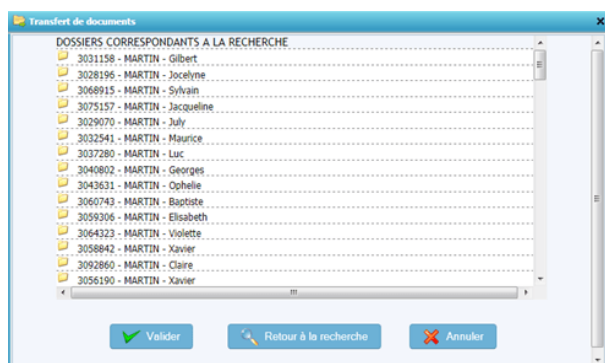 Transfert de documents
DOSSIERS CORRESPONDANTS A LA RECHERCHE
3031158 - MARTIN - Gilbert
3028196 - MARTIN - Jocelyne
3068915 - MARTIN - Sylvain
3075157 - MARTIN - Jacqueline
3029070 - MARTIN - July
3032541 - MARTIN - Maurice
3037280 - MARTIN - Luc
3040802 - MARTIN - Georges
3043631 - MARTIN - Ophelie
3060743 - MARTIN - Baptiste
3059306 - MARTIN - Elisabeth
3064323 - MARTIN - Violette
3058842 - MARTIN - Xavier
3092860 - MARTIN - Claire
3056190 - MARTIN - Xavier
Valider Retour à la recherche Annuler